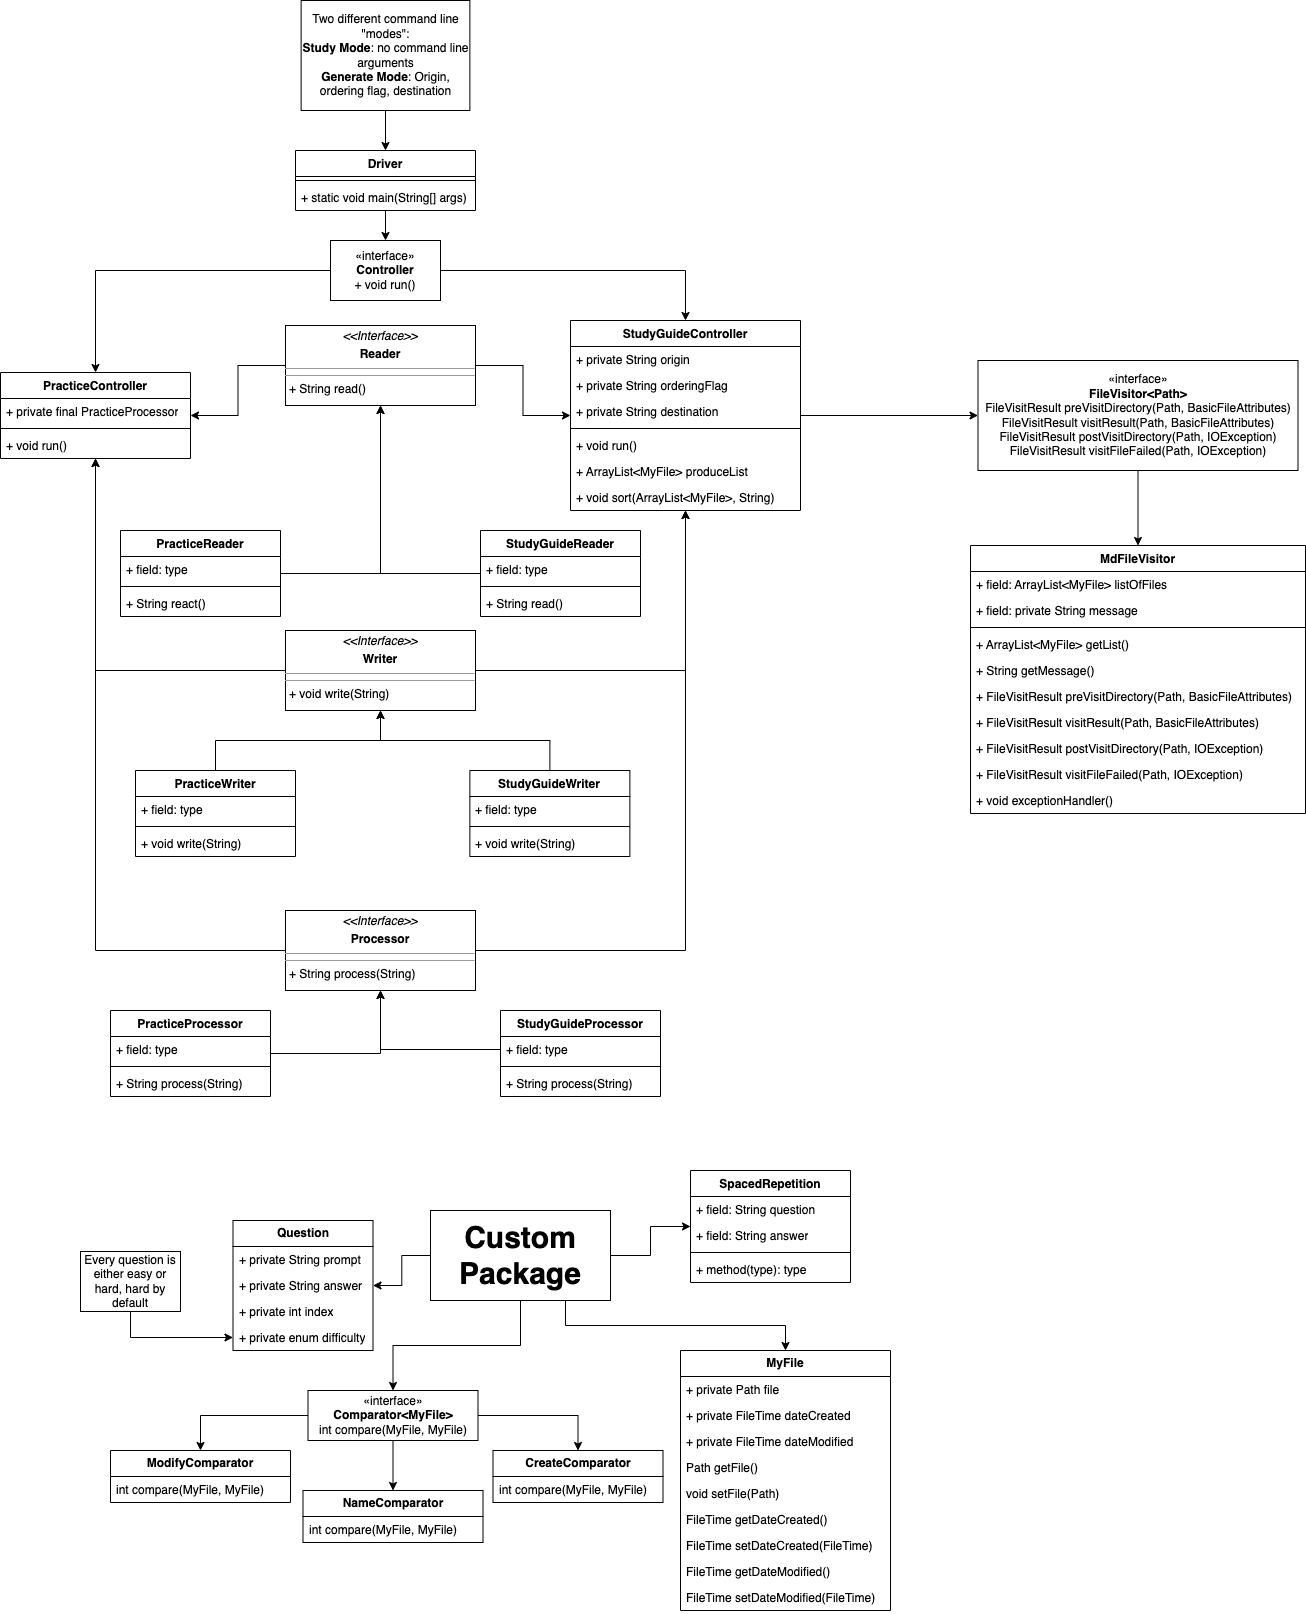 Two different command line
"modes":
Study Mode: no command line
arguments
Generate Mode: Origin,
ordering flag, destination
Driver
+ static void main(String[] args)
«interface»
Controller
+ void run()
<<Interface>>
Reader
+ String read()
StudyGuideController
+ private String origin
+ private String orderingFlag
+ private String destination
+ void run()
+ ArrayList<MyFile> produceList
+ void sort(ArrayList<MyFile>, String)
PracticeController
+ private final PracticeProcessor
+ void run()
«interface»
FileVisitor<Path>
FileVisitResult preVisitDirectory(Path, BasicFileAttributes)
FileVisitResult visitResult(Path, BasicFileAttributes)
FileVisitResult postVisitDirectory(Path, IOException)
FileVisitResult visitFileFailed(Path, IOException)
PracticeReader
+ field: type
+ String react()
StudyGuideReader
+ field: type
+ String read()
MdFileVisitor
+ field: ArrayList<MyFile> listOfFiles
+ field: private String message
+ ArrayList<MyFile> getList()
+ String getMessage()
+ FileVisitResult preVisitDirectory(Path, BasicFileAttributes)
+ FileVisitResult visitResult(Path, BasicFileAttributes)
+ FileVisitResult postVisitDirectory(Path, IOException)
+ FileVisitResult visitFileFailed(Path, IOException)
+ void exceptionHandler()
<<Interface>>
Writer
+ void write(String)
PracticeWriter
+ field: type
+ void write(String)
StudyGuideWriter
+ field: type
+ void write(String)
<<Interface>>
Processor
+ String process(String)
PracticeProcessor
+ field: type
+ String process(String)
StudyGuideProcessor
+ field: type
+ String process(String)
Custom
Package
SpacedRepetition
+ field: String question
+ field: String answer
+ method(type): type
Question
+ private String prompt
+ private String answer
+ private int index
+ private enum difficulty
Every question is
either easy or
hard, hard by
default
«interface»
Comparator<MyFile>
int compare(MyFile, MyFile)
ModifyComparator
int compare(MyFile, MyFile)
NameComparator
int compare(MyFile, MyFile)
CreateComparator
int compare(MyFile, MyFile)
MyFile
+ private Path file
+ private FileTime dateCreated
+ private FileTime dateModified
Path getFile()
void setFile(Path)
FileTime getDateCreated()
FileTime setDateCreated(FileTime)
FileTime getDateModified()
FileTime setDateModified(FileTime)